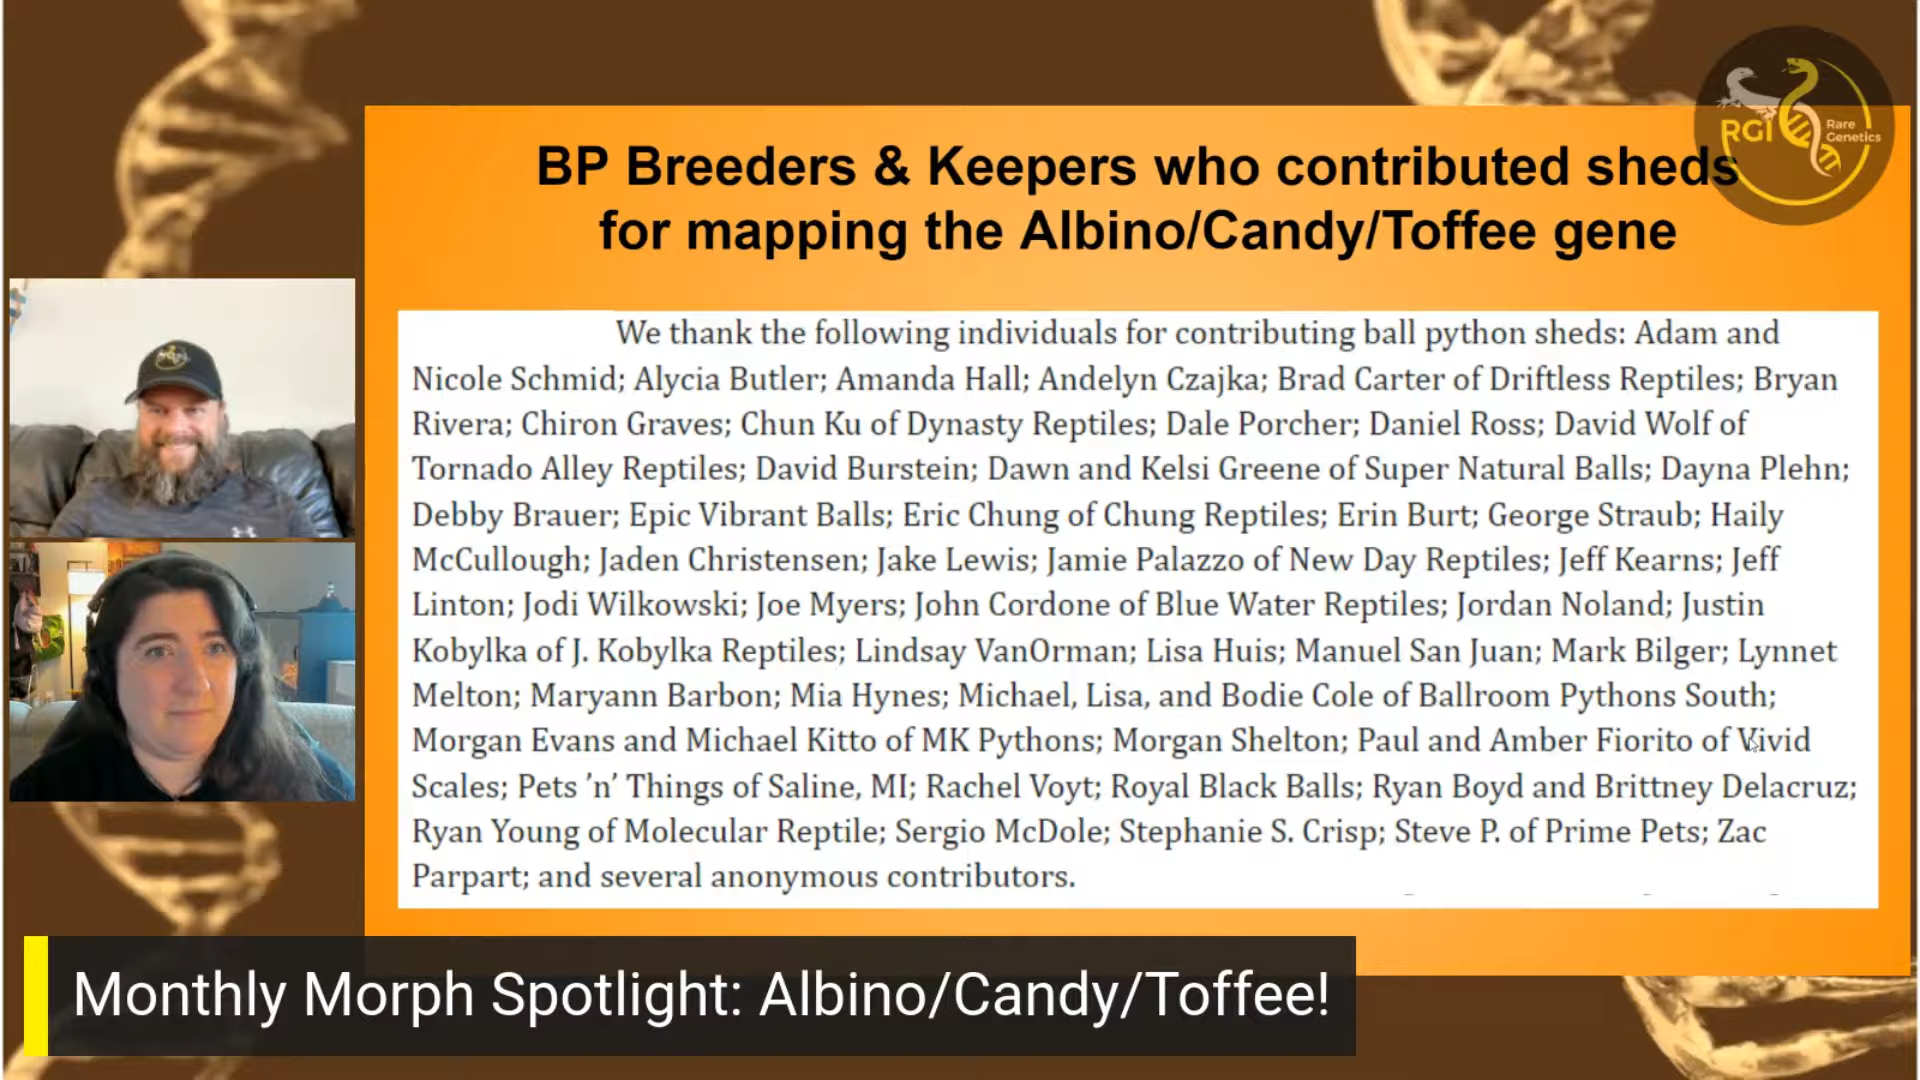 RGI Rare
Genetics
BP Breeders & Keepers who contributed sheds
for mapping the Albino/Candy/Toffee gene
We thank the following individuals for contributing ball python sheds: Adam and
Nicole Schmid; Alycia Butler; Amanda Hall; Andelyn Czajka; Brad Carter of Driftless Reptiles; Bryan
Rivera; Chiron Graves; Chun Ku of Dynasty Reptiles; Dale Porcher; Daniel Ross; David Wolf of
Tornado Alley Reptiles; David Burstein; Dawn and Kelsi Greene of Super Natural Balls; Dayna Plehn;
Debby Brauer; Epic Vibrant Balls; Eric Chung of Chung Reptiles; Erin Burt; George Straub; Haily
McCullough; Jaden Christensen; Jake Lewis; Jamie Palazzo of New Day Reptiles; Jeff Kearns; Jeff
Linton; Jodi Wilkowski; Joe Myers; John Cordone of Blue Water Reptiles; Jordan Noland; Justin
Kobylka of J. Kobylka Reptiles; Lindsay VanOrman; Lisa Huis; Manuel San Juan; Mark Bilger; Lynnet
Melton; Maryann Barbon; Mia Hynes; Michael, Lisa, and Bodie Cole of Ballroom Pythons South;
Morgan Evans and Michael Kitto of MK Pythons; Morgan Shelton; Paul and Amber Fiorito of Vivid
Scales; Pets ’n’ Things of Saline, MI; Rachel Voyt; Royal Black Balls; Ryan Boyd and Brittney Delacruz;
Ryan Young of Molecular Reptile; Sergio McDole; Stephanie S. Crisp; Steve P. of Prime Pets; Zac
Parpart; and several anonymous contributors.
Monthly Morph Spotlight: Albino/Candy/Toffee!